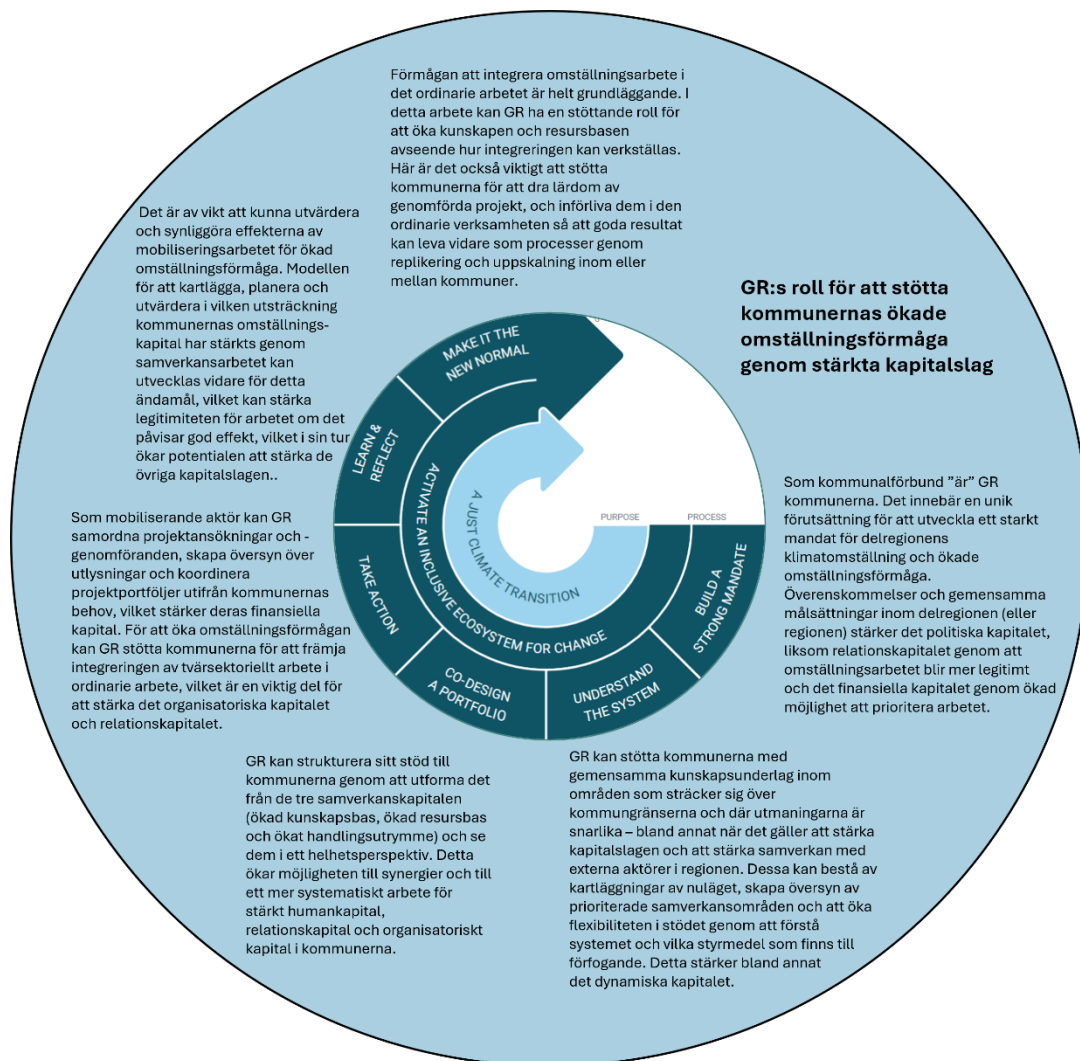 Förmågan att integrera omställningsarbete i
det ordinarie arbetet är helt grundläggande. I
detta arbete kan GR ha en stöttande roll för
att öka kunskapen och resursbasen
avseende hur integreringen kan verkställas.
Här är det också viktigt att stötta
kommunerna för att dra lärdom av
genomförda projekt, och införliva dem i den
ordinarie verksamheten så att goda resultat
kan leva vidare som processer genom
replikering och uppskalning inom eller
mellan kommuner.
Det är av vikt att kunna utvärdera
och synliggöra effekterna av
mobiliseringsarbetet för ökad
omställningsförmåga. Modellen
för att kartlägga, planera och
utvärdera i vilken utsträckning
kommunernas omställnings-
kapital har stärkts genom
samverkansarbetet kan
utvecklas vidare för detta
ändamål, vilket kan stärka
legitimiteten för arbetet om det
påvisar god effekt, vilket i sin tur
ökar potentialen att stärka de
övriga kapitalslagen..
GR:s roll för att stötta
kommunernas ökade
omställningsförmåga
genom stärkta kapitalslag
MAKE IT THE
NEW NORMAL
LEARN &
REFLECT
TAKE ACTION
CO-DESIGN
A PORTFOLIO
UNDERSTAND
THE SYSTEM
BUILD A
STRONG MANDATE
ACTIVATE AN INCLUSIVE ECOSYSTEM FOR CHANGE
A JUST CLIMATE TRANSITION
PURPOSE
PROCESS
Som kommunalförbund ”är” GR
kommunerna. Det innebär en unik
förutsättning för att utveckla ett starkt
mandat för delregionens
klimatomställning och ökade
omställningsförmåga.
Överenskommelser och gemensamma
målsättningar inom delregionen (eller
regionen) stärker det politiska kapitalet,
liksom relationskapitalet genom att
omställningsarbetet blir mer legitimt
och det finansiella kapitalet genom ökad
möjlighet att prioritera arbetet.
Som mobiliserande aktör kan GR
samordna projektansökningar och -
genomföranden, skapa översyn över
utlysningar och koordinera
projektportföljer utifrån kommunernas
behov, vilket stärker deras finansiella
kapital. För att öka omställningsförmågan
kan GR stötta kommunerna för att främja
integreringen av tvärsektoriellt arbete i
ordinarie arbete, vilket är en viktig del för
att stärka det organisatoriska kapitalet
och relationskapitalet.
GR kan strukturera sitt stöd till
kommunerna genom att utforma det
från de tre samverkanskapitalen
(ökad kunskapsbas, ökad resursbas
och ökat handlingsutrymme) och se
dem i ett helhetsperspektiv. Detta
ökar möjligheten till synergier och till
ett mer systematiskt arbete för
stärkt humankapital,
relationskapital och organisatoriskt
kapital i kommunerna.
GR kan stötta kommunerna med
gemensamma kunskapsunderlag inom
områden som sträcker sig över
kommungränserna och där utmaningarna är
snarlika – bland annat när det gäller att stärka
kapitalslagen och att stärka samverkan med
externa aktörer i regionen. Dessa kan bestå av
kartläggningar av nuläget, skapa översyn av
prioriterade samverkansområden och att öka
flexibiliteten i stödet genom att förstå
systemet och vilka styrmedel som finns till
förfogande. Detta stärker bland annat
det dynamiska kapitalet.